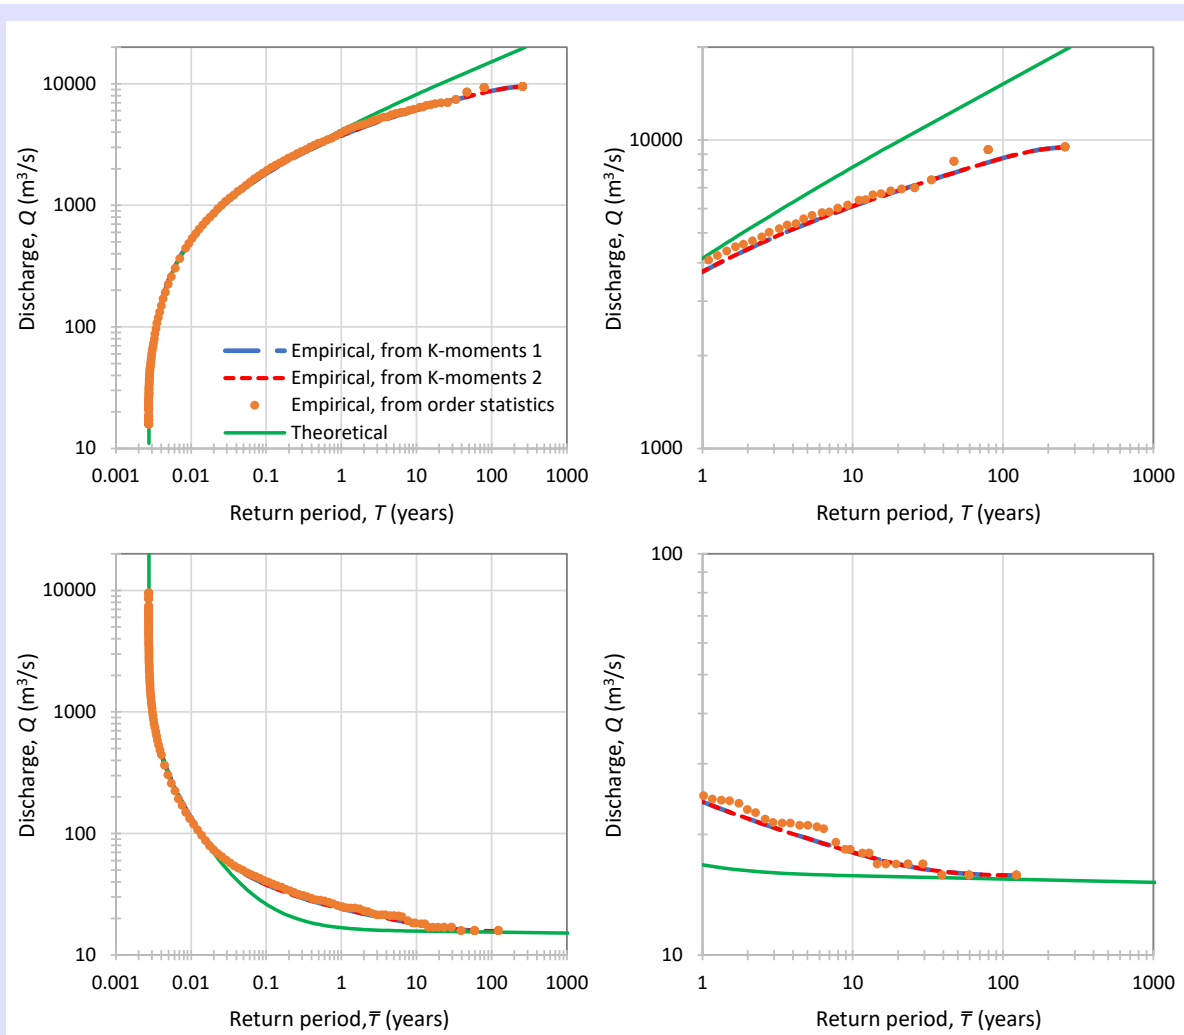 10000
1000
100
10
Discharge, Q (m³/s)
Empirical, from K-moments 1
Empirical, from K-moments 2
Empirical, from order statistics
Theoretical
0.001 0.01 0.1 1 10 100 1000
Return period, T (years)
10000
1000
Discharge, Q (m³/s)
1 10 100 1000
Return period, T (years)
10000
1000
100
10
Discharge, Q (m³/s)
0.001 0.01 0.1 1 10 100 1000
Return period,T̅ (years)
100
10
Discharge, Q (m³/s)
1 10 100 1000
Return period, T̅ (years)